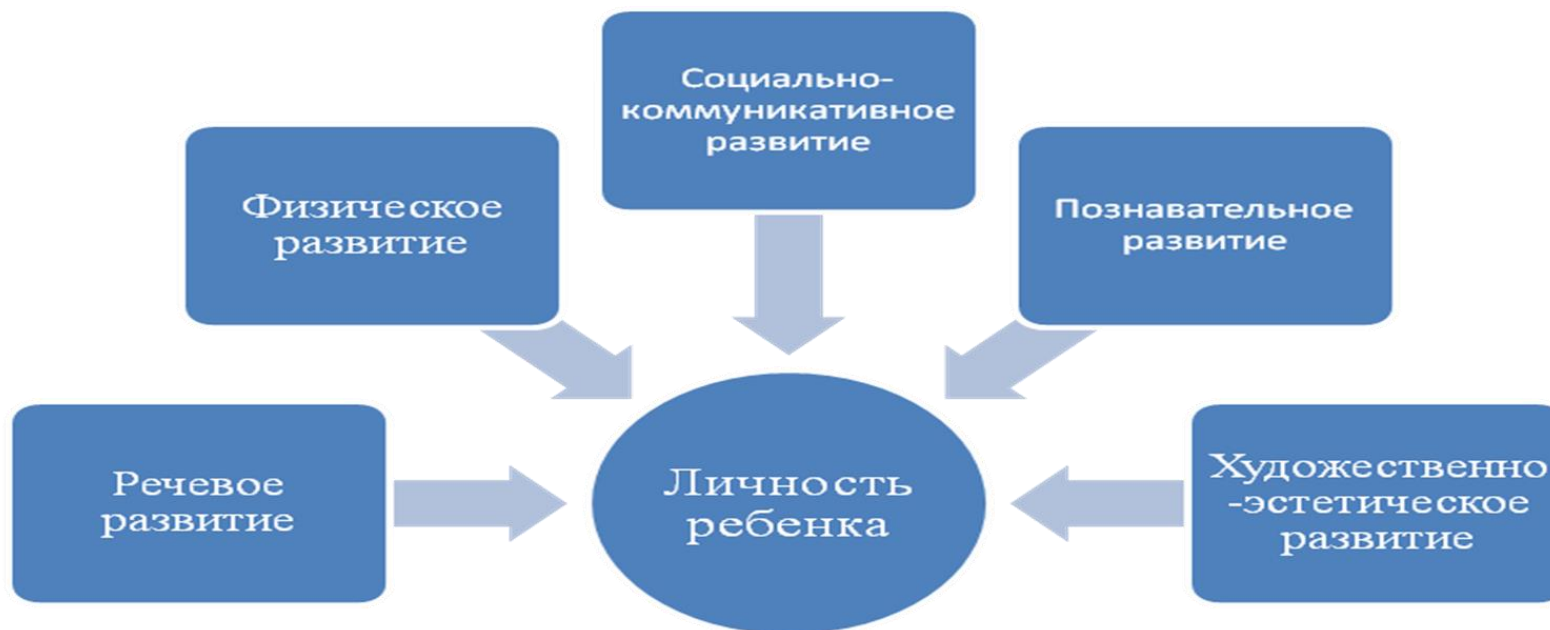 Социально-
коммуникативное
развитие
Физическое
развитие
Познавательное
развитие
Речевое
развитие
Личность
ребенка
Художественно
-эстетическое
развитие